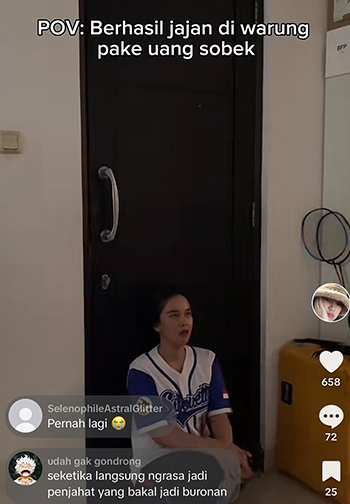 POV: Berhasil jajan di warung
pake uang sobek
BFP
658
SelenophileAstralGlitter
Pernah lagi 😭
72
udah gak gondrong
seketika langsung ngrasa jadi
penjahat yang bakal jadi buronan
25